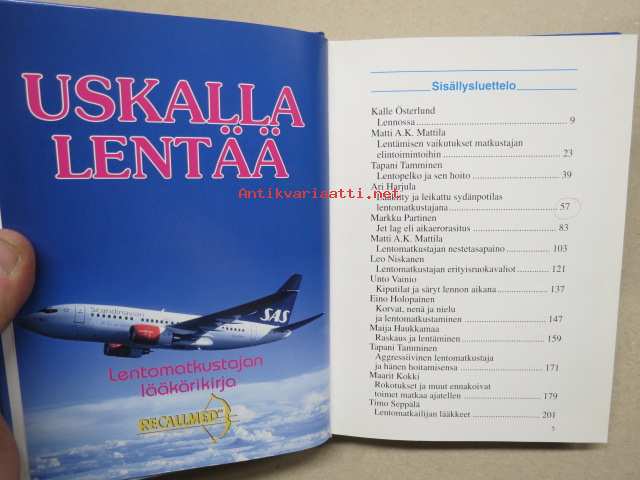 USKALLA
LENTÄÄ
Scandinavian
SAS
Lentomatkustajan
lääkärikirja
RECALLMED
Antikvariaatti.net
Sisällysluettelo
Kalle Österlund
Lennossa 9
Matti A.K. Mattila
Lentämisen vaikutukset matkustajan
elintoimintoihin 23
Tapani Tamminen
Lentopelko ja sen hoito 39
Ari Harjula
Lääkitty ja leikattu sydänpotilas
lentomatkustajana 57
Markku Partinen
Jet lag eli aikaerorasitus 83
Matti A.K. Mattila
Lentomatkustajan nestetasapaino 103
Leo Niskanen
Lentomatkustajan erityisruokavaliot 121
Unto Vainio
Kiputilat ja säryt lennon aikana 137
Eino Holopainen
Korvat, nenä ja nielu
ja lentomatkustaminen 147
Maija Haukkamaa
Raskaus ja lentäminen 159
Tapani Tamminen
Aggressiivinen lentomatkustaja
ja hänen hoitamisensa 171
Maarit Kokki
Rokotukset ja muut ennakoivat
toimet matkaa ajatellen 179
Timo Seppälä
Lentomatkailijan lääkkeet 201
5